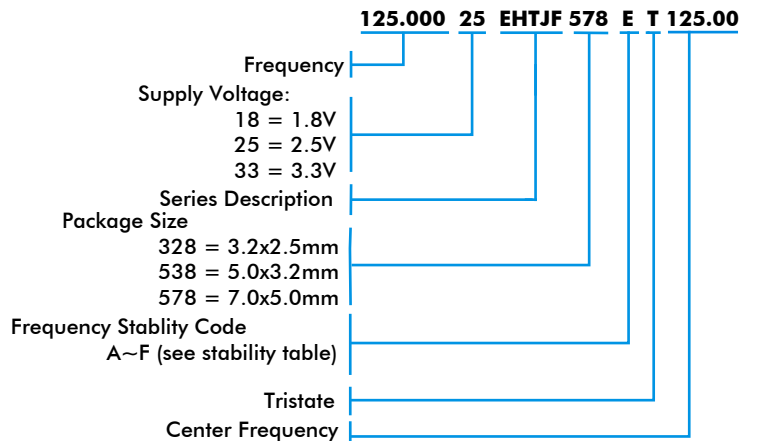 125.000 25 EHTJF 578 E T 125.00
Frequency
Supply Voltage:
18 = 1.8V
25 = 2.5V
33 = 3.3V
Series Description
Package Size
328 = 3.2x2.5mm
538 = 5.0x3.2mm
578 = 7.0x5.0mm
Frequency Stablity Code
A~F (see stability table)
Tristate
Center Frequency